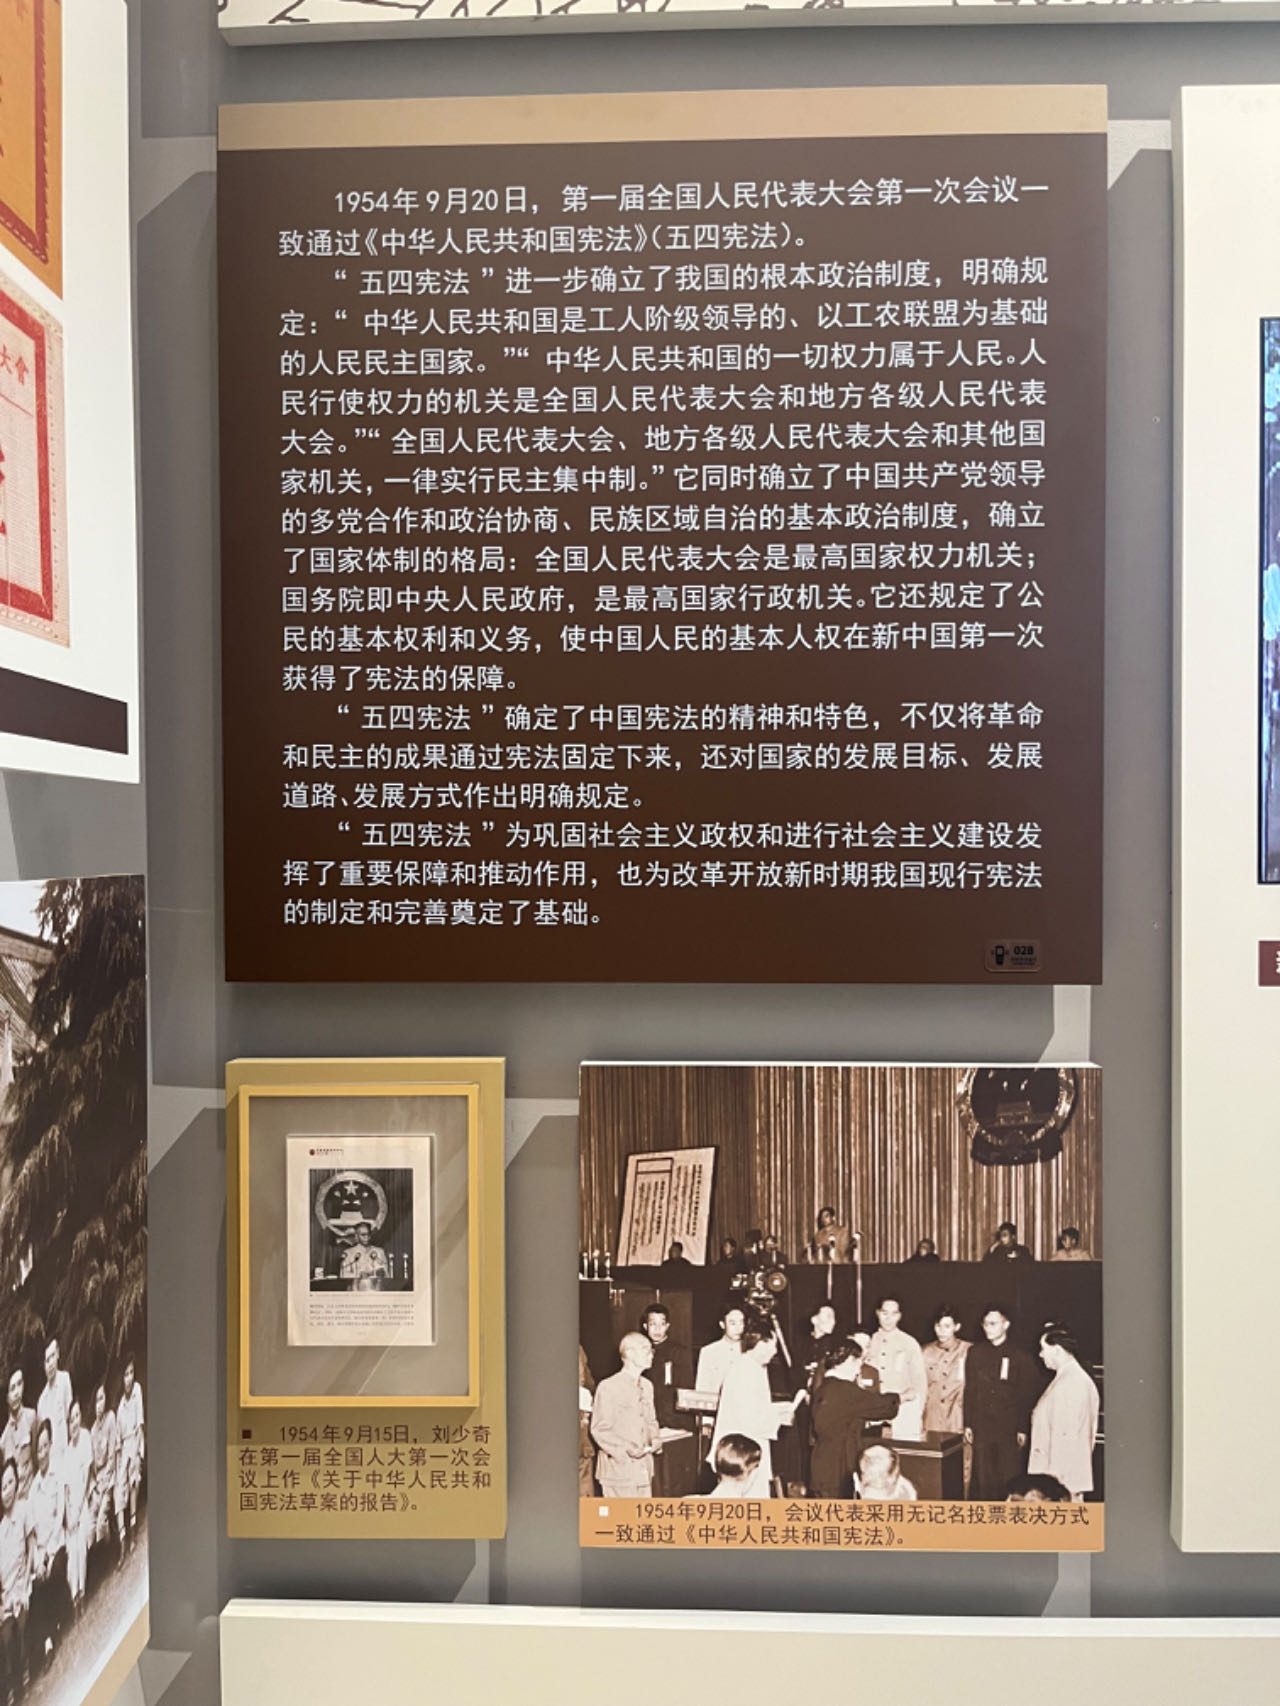 1954年9月20日，第一届全国人民代表大会第一次会议一
致通过《中华人民共和国宪法》（五四宪法）。
“五四宪法”进一步确立了我国的根本政治制度，明确规
定：“中华人民共和国是工人阶级领导的、以工农联盟为基础
的人民民主国家。”“中华人民共和国的一切权力属于人民。人
民行使权力的机关是全国人民代表大会和地方各级人民代表
大会。”“全国人民代表大会、地方各级人民代表大会和其他国
家机关，一律实行民主集中制。”它同时确立了中国共产党领导
的多党合作和政治协商、民族区域自治的基本政治制度，确立
了国家体制的格局：全国人民代表大会是最高国家权力机关；
国务院即中央人民政府，是最高国家行政机关。它还规定了公
民的基本权利和义务，使中国人民的基本人权在新中国第一次
获得了宪法的保障。
“五四宪法”确定了中国宪法的精神和特色，不仅将革命
和民主的成果通过宪法固定下来，还对国家的发展目标、发展
道路、发展方式作出明确规定。
“五四宪法”为巩固社会主义政权和进行社会主义建设发
挥了重要保障和推动作用，也为改革开放新时期我国现行宪法
的制定和完善奠定了基础。
028
1954年9月15日，刘少奇
在第一届全国人大第一次会
议上作《关于中华人民共和
国宪法草案的报告》。
1954年9月20日，会议代表采用无记名投票表决方式
一致通过《中华人民共和国宪法》。
大會